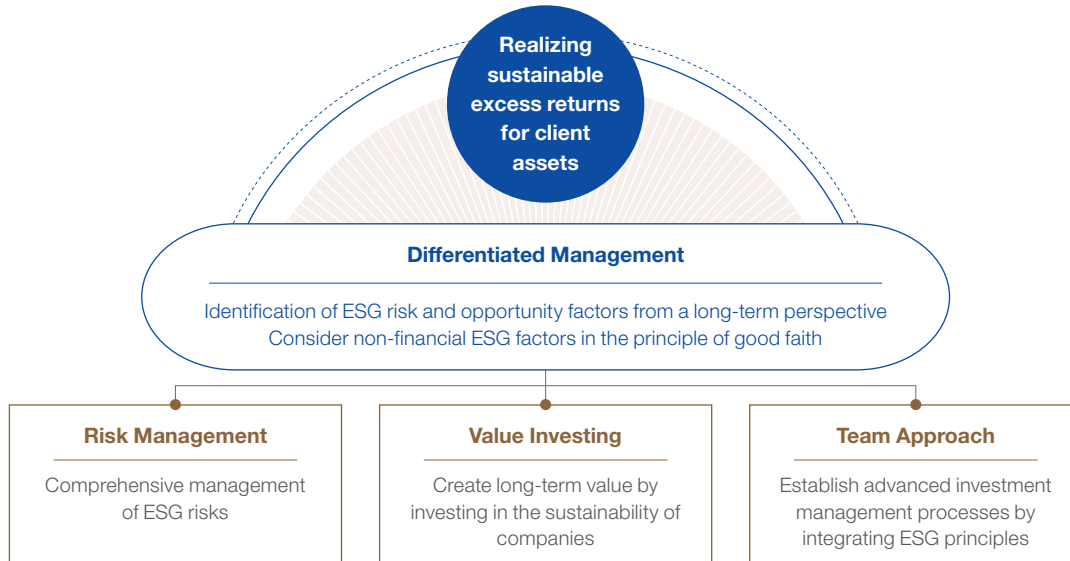 Realizing
sustainable
excess returns
for client
assets
Differentiated Management
Identification of ESG risk and opportunity factors from a long-term perspective
Consider non-financial ESG factors in the principle of good faith
Risk Management
Comprehensive management
of ESG risks
Value Investing
Create long-term value by
investing in the sustainability of
companies
Team Approach
Establish advanced investment
management processes by
integrating ESG principles